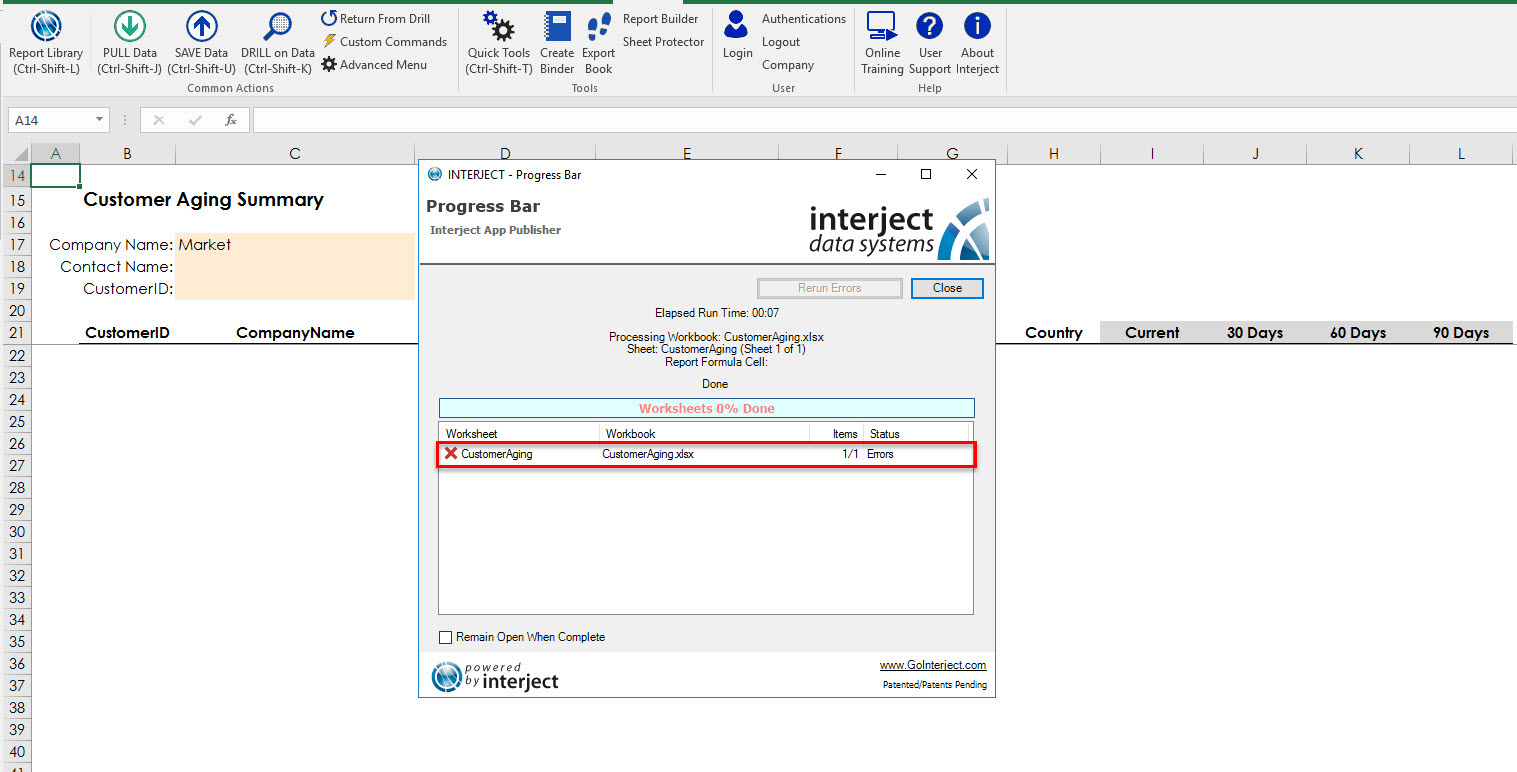 Report Library
(Ctrl-Shift-L)
PULL Data
(Ctrl-Shift-J)
SAVE Data
(Ctrl-Shift-U)
DRILL on Data
(Ctrl-Shift-K)
Return From Drill
Custom Commands
Advanced Menu
Common Actions
Quick Tools
(Ctrl-Shift-T)
Create
Binder
Export
Book
Report Builder
Sheet Protector
Tools
Login
Authentications
Logout
Company
User
Online
Training
User
Support
About
Interject
Help
A14
fx
A B C D E F G H I J K L
14
15 Customer Aging Summary
16
17 Company Name: Market
18 Contact Name:
19 CustomerID:
20
21 CustomerID CompanyName Country Current 30 Days 60 Days 90 Days
22
23
24
25
26
27
28
29
30
31
32
33
34
35
36
37
38
39
40
41
INTERJECT - Progress Bar
Progress Bar
Interject App Publisher
interject
data systems
Rerun Errors
Close
Elapsed Run Time: 00:07
Processing Workbook: CustomerAging.xlsx
Sheet: CustomerAging (Sheet 1 of 1)
Report Formula Cell:
Done
Worksheets 0% Done
Worksheet Workbook Items Status
CustomerAging CustomerAging.xlsx 1/1 Errors
Remain Open When Complete
powered
by interject
www.GoInterject.com
Patented/Patents Pending